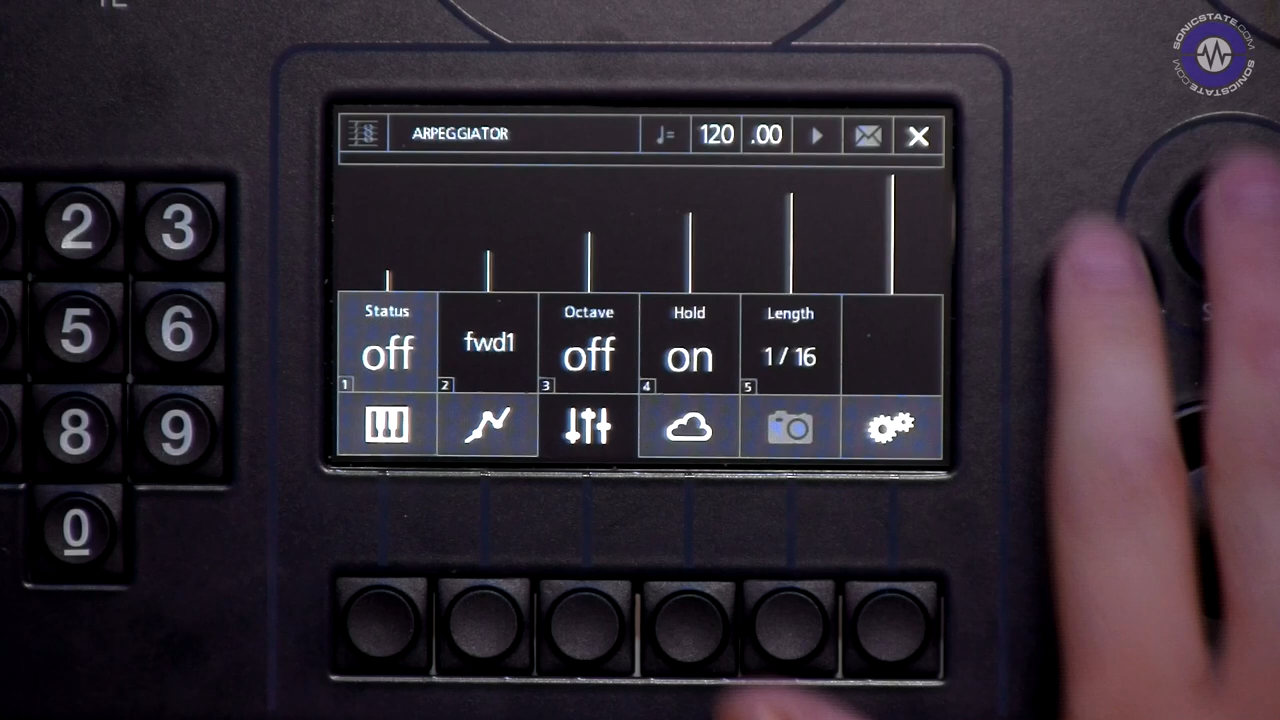 SONICSTATE.COM
SONICSTATE.COM
ARPEGGIATOR
♩= 120 .00
2 3
Status Octave Hold Length
off fwd1 off on 1/16
1 2 3 4 5
5 6
8 9
0